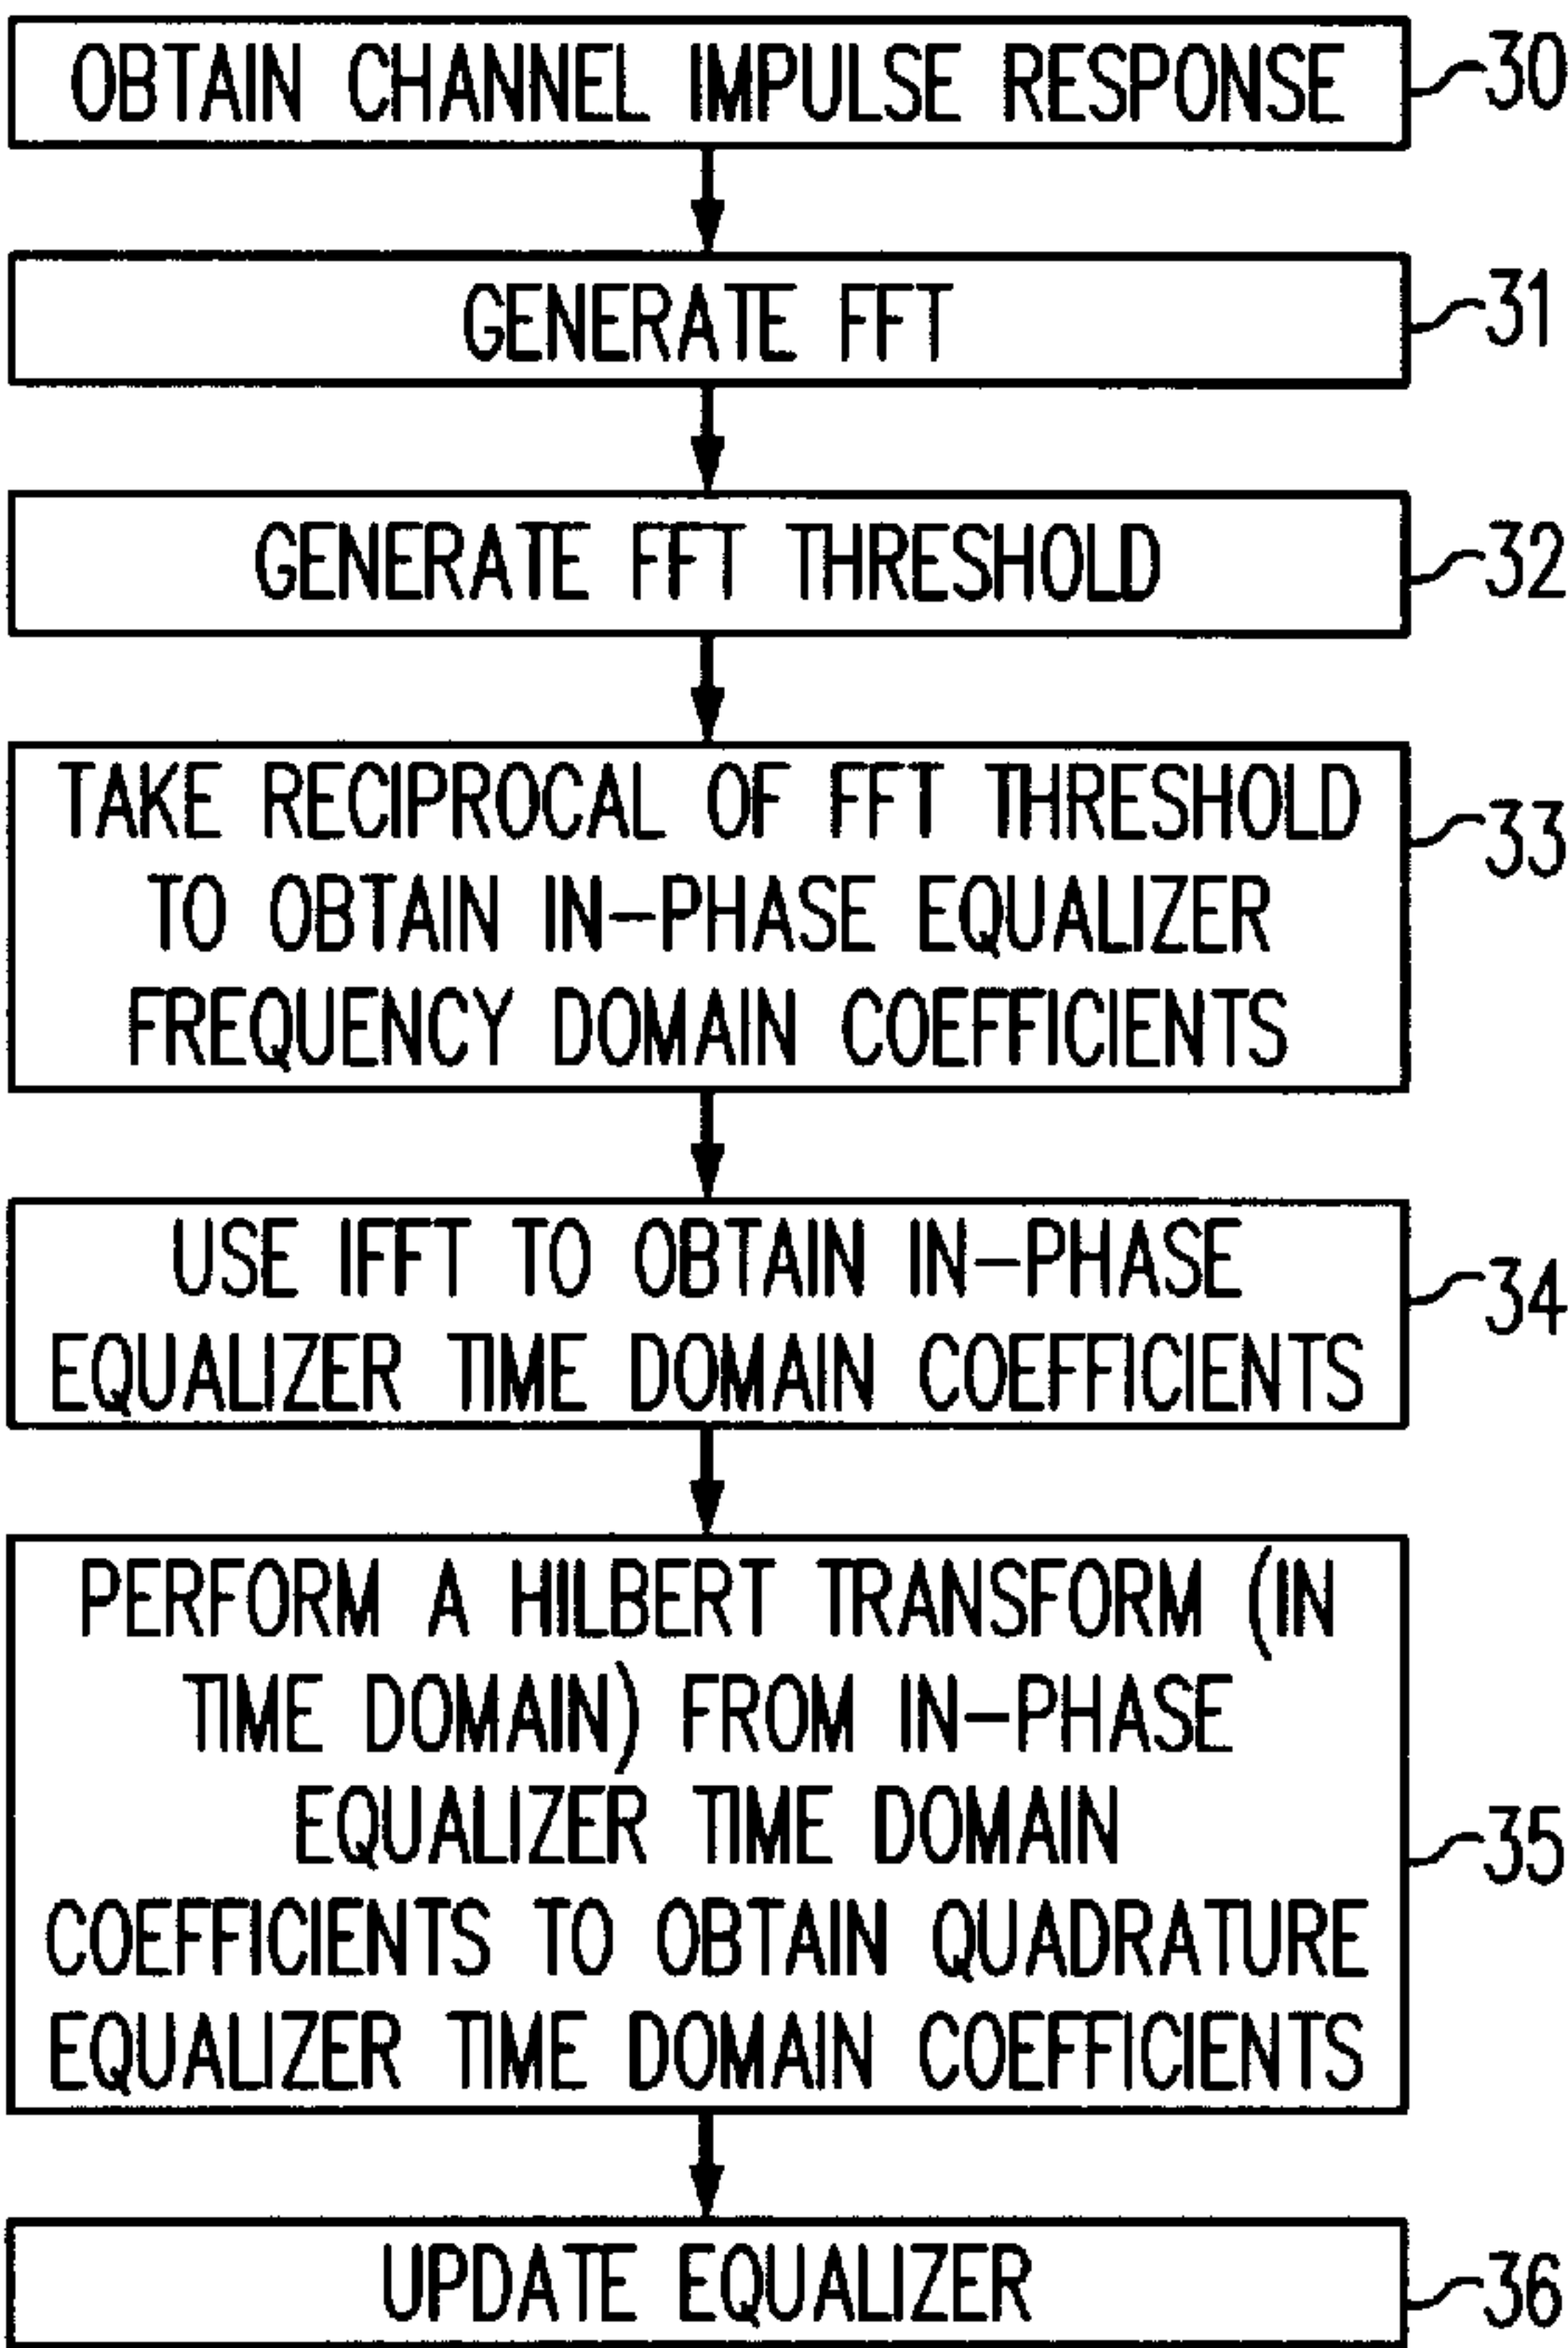 OBTAIN CHANNEL IMPULSE RESPONSE
30
GENERATE FFT
31
GENERATE FFT THRESHOLD
32
TAKE RECIPROCAL OF FFT THRESHOLD
TO OBTAIN IN-PHASE EQUALIZER
FREQUENCY DOMAIN COEFFICIENTS
33
USE IFFT TO OBTAIN IN-PHASE
EQUALIZER TIME DOMAIN COEFFICIENTS
34
PERFORM A HILBERT TRANSFORM (IN
TIME DOMAIN) FROM IN-PHASE
EQUALIZER TIME DOMAIN
COEFFICIENTS TO OBTAIN QUADRATURE
EQUALIZER TIME DOMAIN COEFFICIENTS
35
UPDATE EQUALIZER
36